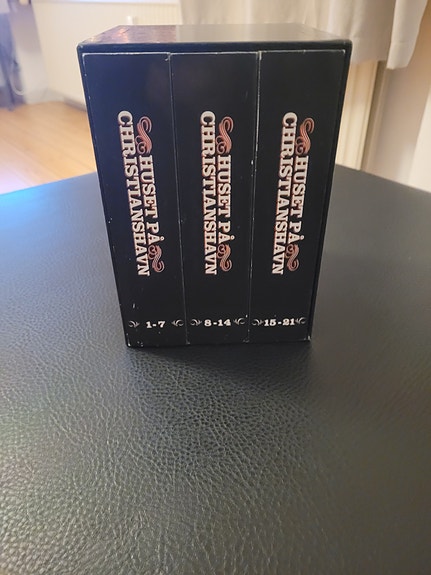 HUSET PÅ
CHRISTIANSHAVN
1-7
HUSET PÅ
CHRISTIANSHAVN
8-14
HUSET PÅ
CHRISTIANSHAVN
15-21